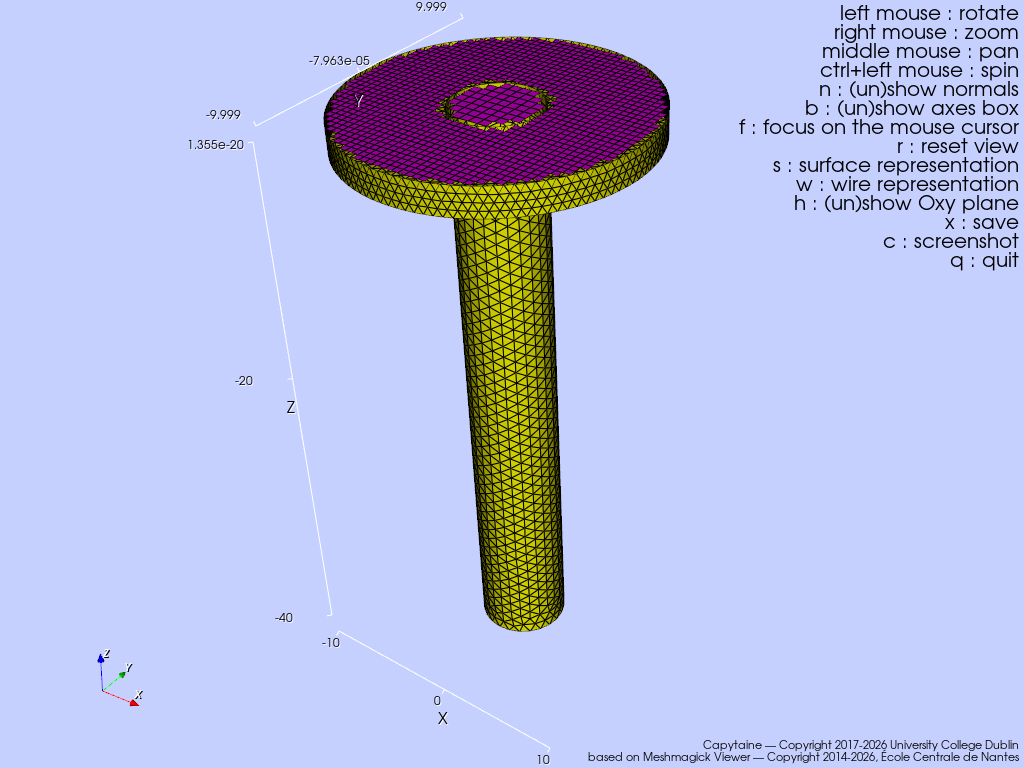 9.999
-7.963e-05
Y
-9.999
1.355e-20
-20
Z
-40
-10
0
X
10
Z
Y
X
left mouse : rotate
right mouse : zoom
middle mouse : pan
ctrl+left mouse : spin
n : (un)show normals
b : (un)show axes box
f : focus on the mouse cursor
r : reset view
s : surface representation
w : wire representation
h : (un)show Oxy plane
x : save
c : screenshot
q : quit
Capytaine — Copyright 2017-2026 University College Dublin
based on Meshmagick Viewer — Copyright 2014-2026, École Centrale de Nantes